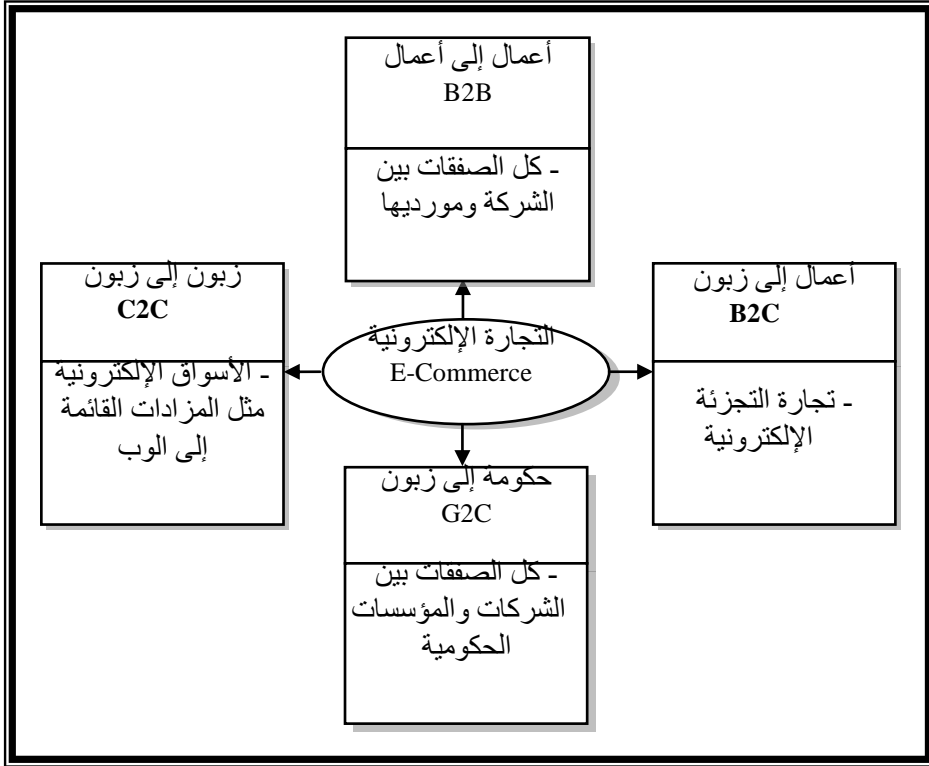 أعمال إلى أعمال
B2B
- كل الصفقات بين
الشركة ومورديها
أعمال إلى زبون
B2C
- تجارة التجزئة
الإلكترونية
التجارة الإلكترونية
E-Commerce
زبون إلى زبون
C2C
- الأسواق الإلكترونية
مثل المزادات القائمة
إلى الوب
حكومة إلى زبون
G2C
- كل الصفقات بين
الشركات والمؤسسات
الحكومية